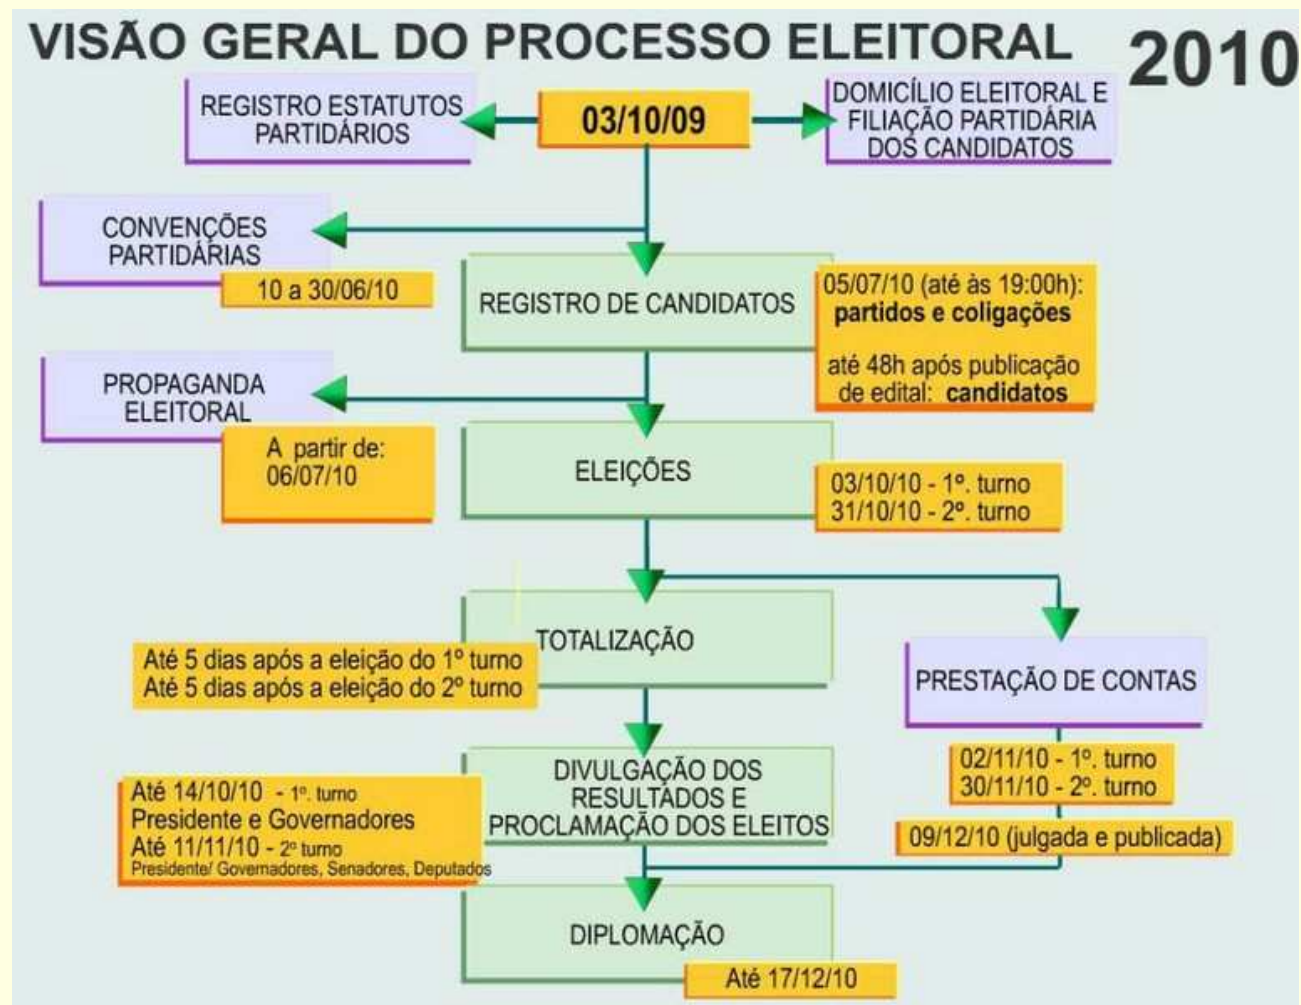 VISÃO GERAL DO PROCESSO ELEITORAL 2010
REGISTRO ESTATUTOS
PARTIDÁRIOS
03/10/09
DOMICÍLIO ELEITORAL E
FILIAÇÃO PARTIDÁRIA
DOS CANDIDATOS
CONVENÇÕES
PARTIDÁRIAS
10 a 30/06/10
REGISTRO DE CANDIDATOS
05/07/10 (até às 19:00h):
partidos e coligações
até 48h após publicação
de edital: candidatos
PROPAGANDA
ELEITORAL
A partir de:
06/07/10
ELEIÇÕES
03/10/10 - 1º. turno
31/10/10 - 2º. turno
TOTALIZAÇÃO
Até 5 dias após a eleição do 1º turno
Até 5 dias após a eleição do 2º turno
PRESTAÇÃO DE CONTAS
02/11/10 - 1º. turno
30/11/10 - 2º. turno
09/12/10 (julgada e publicada)
DIVULGAÇÃO DOS
RESULTADOS E
PROCLAMAÇÃO DOS ELEITOS
Até 14/10/10 - 1º. turno
Presidente e Governadores
Até 11/11/10 - 2º turno
Presidente/ Governadores, Senadores, Deputados
DIPLOMAÇÃO
Até 17/12/10